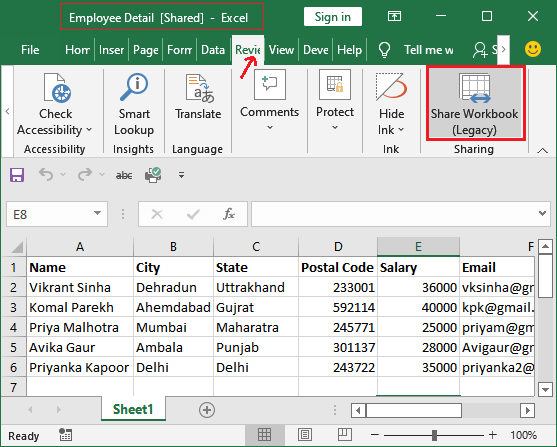 Employee Detail [Shared] - Excel
Sign in
File Hom Inser Page Form Data Revie View Deve Help Tell me w S
Check Accessibility
Smart Lookup
Translate
Comments
Protect
Hide Ink
Share Workbook (Legacy)
Accessibility Insights Language Ink Sharing
abc
E8 fx
A B C D E F
1 Name City State Postal Code Salary Email
2 Vikrant Sinha Dehradun Uttrakhand 233001 36000 vksinha@gr
3 Komal Parekh Ahemdabad Gujrat 592114 40000 kpk@gmail.
4 Priya Malhotra Mumbai Maharatra 245771 25000 priyam@gm
5 Avika Gaur Ambala Punjab 301137 28000 Avigaur@gn
6 Priyanka Kapoor Delhi Delhi 243722 35000 priyanka2@
7
Sheet1
Ready 100%